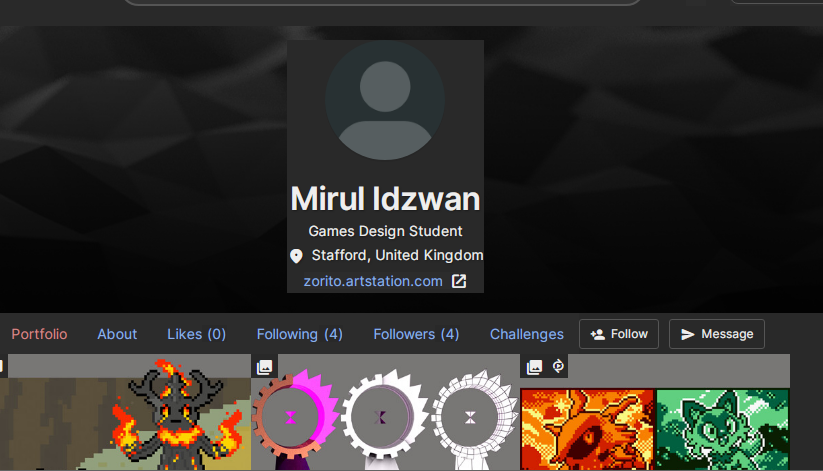 Mirul Idzwan
Games Design Student
Stafford, United Kingdom
zorito.artstation.com
Portfolio About Likes (0) Following (4) Followers (4) Challenges Follow Message